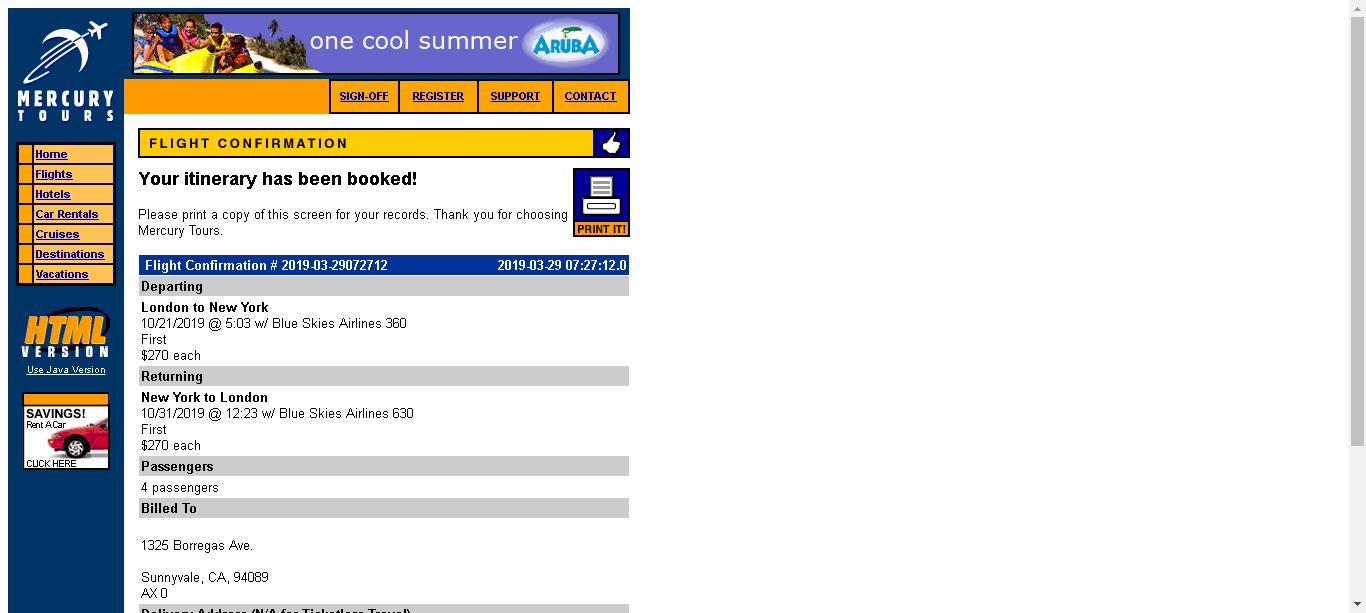 one cool summer ARUBA
MERCURY
TOURS
SIGN-OFF REGISTER SUPPORT CONTACT
FLIGHT CONFIRMATION
Home
Flights
Hotels
Car Rentals
Cruises
Destinations
Vacations
HTML
VERSION
Use Java Version
SAVINGS!
Rent A Car
CLICK HERE
Your itinerary has been booked!
Please print a copy of this screen for your records. Thank you for choosing
Mercury Tours.
PRINT IT!
Flight Confirmation # 2019-03-29072712 2019-03-29 07:27:12.0
Departing
London to New York
10/21/2019 @ 5:03 w/ Blue Skies Airlines 360
First
$270 each
Returning
New York to London
10/31/2019 @ 12:23 w/ Blue Skies Airlines 630
First
$270 each
Passengers
4 passengers
Billed To
1325 Borregas Ave.
Sunnyvale, CA, 94089
AX 0
Delivery Address (N/A for Ticketless Travel)